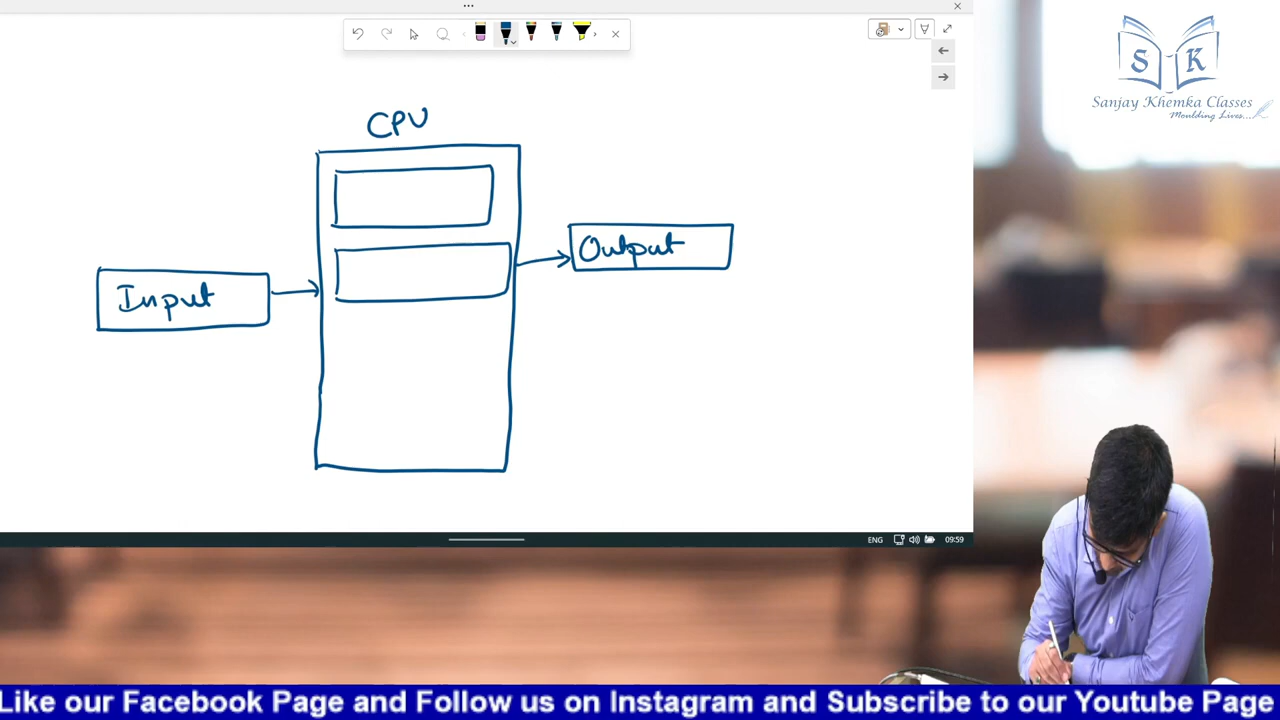 CPU
Input
Output
S K
Sanjay Khemka Classes
Moulding Lives...
ENG
09:59
Like our Facebook Page and Follow us on Instagram and Subscribe to our Youtube Page